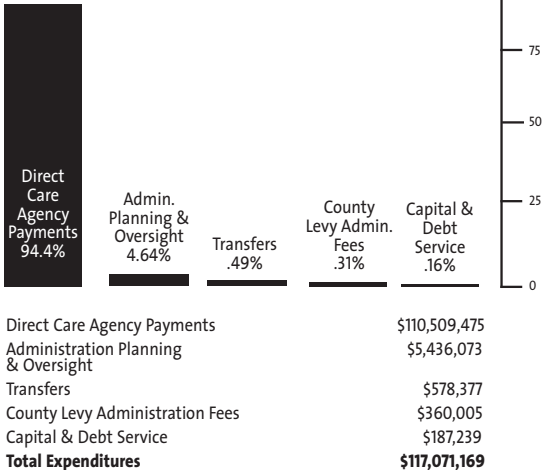 75
50
25
0
Direct
Care
Agency
Payments
94.4%
Admin.
Planning &
Oversight
4.64%
Transfers
.49%
County
Levy Admin.
Fees
.31%
Capital &
Debt
Service
.16%
Direct Care Agency Payments $110,509,475
Administration Planning $5,436,073
& Oversight
Transfers $578,377
County Levy Administration Fees $360,005
Capital & Debt Service $187,239
Total Expenditures $117,071,169